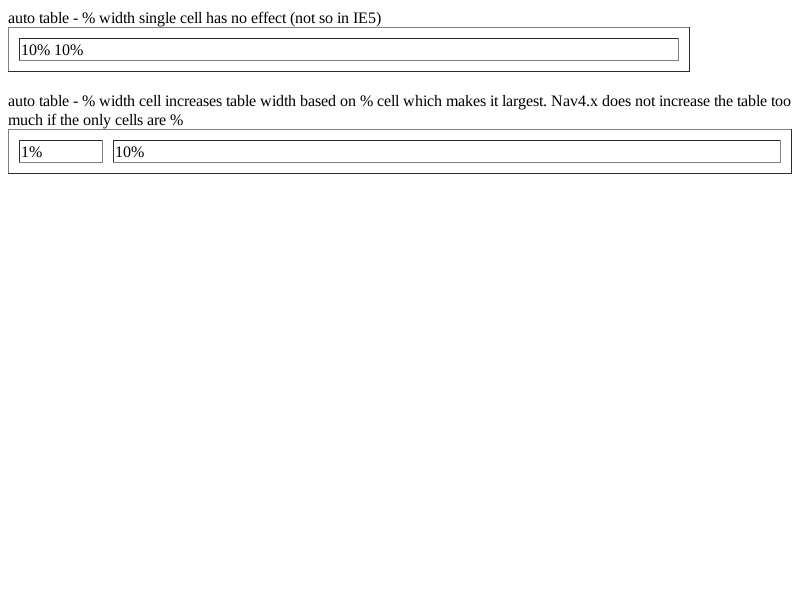 auto table - % width single cell has no effect (not so in IE5)
10% 10%
auto table - % width cell increases table width based on % cell which makes it largest. Nav4.x does not increase the table too
much if the only cells are %
1% 10%